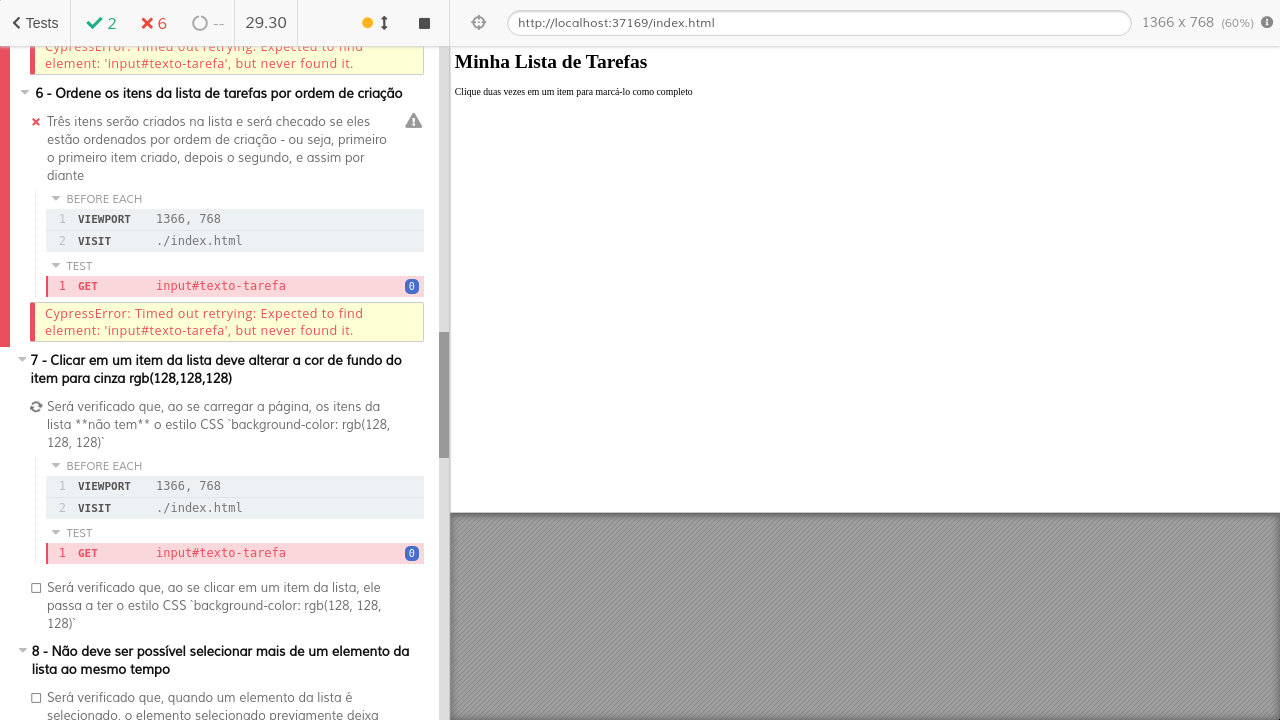 Tests
2
6
--
29.30
http://localhost:37169/index.html
1366 x 768 (60%)
CypressError: Timed out retrying: Expected to find
element: 'input#texto-tarefa', but never found it.
6 - Ordene os itens da lista de tarefas por ordem de criação
Três itens serão criados na lista e será checado se eles
estão ordenados por ordem de criação - ou seja, primeiro
o primeiro item criado, depois o segundo, e assim por
diante
BEFORE EACH
1 VIEWPORT 1366, 768
2 VISIT ./index.html
TEST
1 GET input#texto-tarefa 0
CypressError: Timed out retrying: Expected to find
element: 'input#texto-tarefa', but never found it.
7 - Clicar em um item da lista deve alterar a cor de fundo do
item para cinza rgb(128,128,128)
Será verificado que, ao se carregar a página, os itens da
lista **não tem** o estilo CSS `background-color: rgb(128,
128, 128)`
BEFORE EACH
1 VIEWPORT 1366, 768
2 VISIT ./index.html
TEST
1 GET input#texto-tarefa 0
Será verificado que, ao se clicar em um item da lista, ele
passa a ter o estilo CSS `background-color: rgb(128, 128,
128)`
8 - Não deve ser possível selecionar mais de um elemento da
lista ao mesmo tempo
Será verificado que, quando um elemento da lista é
selecionado, o elemento selecionado previamente deixa
Minha Lista de Tarefas
Clique duas vezes em um item para marcá-lo como completo